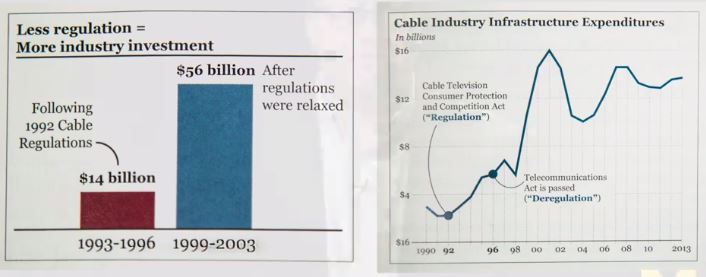 Less regulation =
More industry investment
$56 billion After
regulations
were relaxed
Following
1992 Cable
Regulations
$14 billion
1993-1996 1999-2003
Cable Industry Infrastructure Expenditures
In billions
$16
Cable Television
Consumer Protection
and Competition Act
("Regulation")
$12
$8
Telecommunications
Act is passed
("Deregulation")
$4
$16
1990 92 96 98 00 02 04 06 08 10 2013